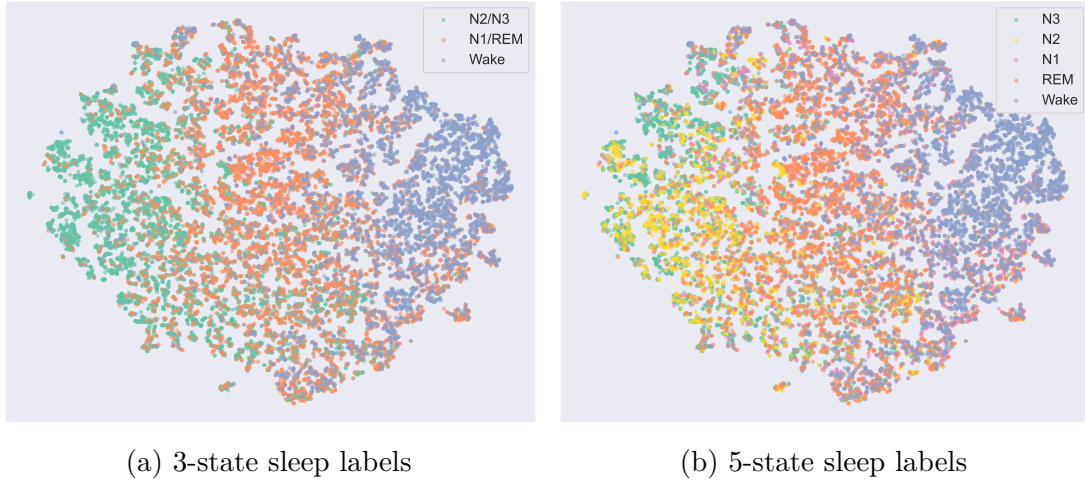 N2/N3
N1/REM
Wake
N3
N2
N1
REM
Wake
(a) 3-state sleep labels
(b) 5-state sleep labels